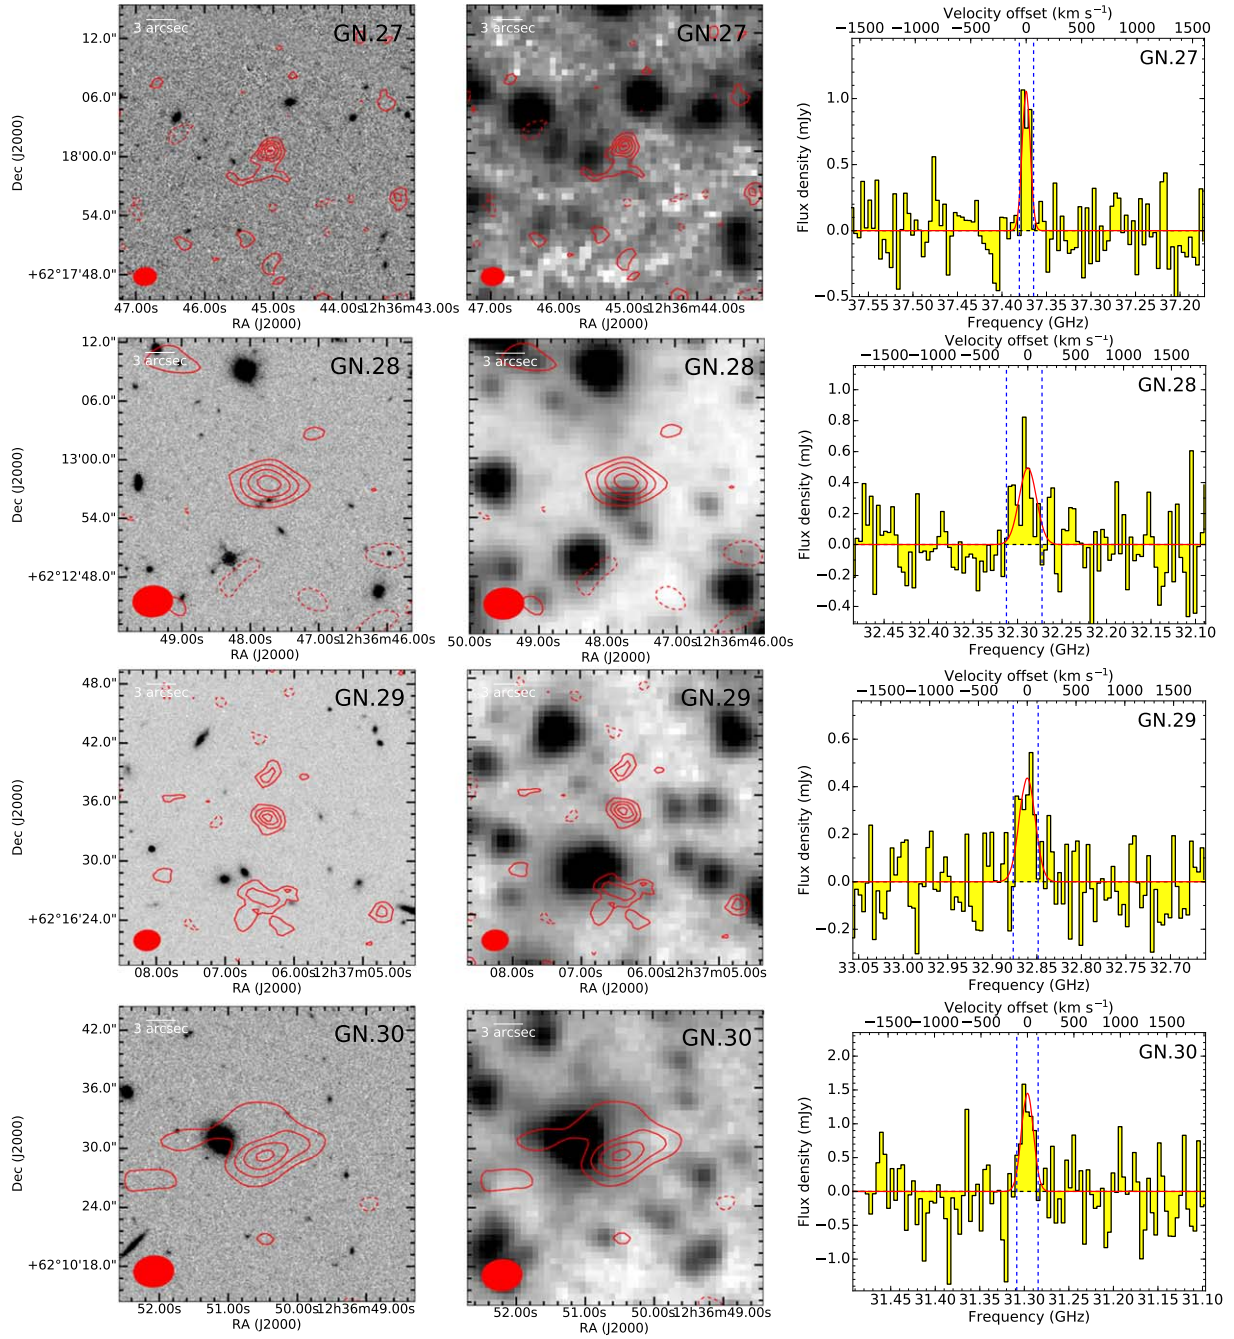 3 arcsec
GN.27
12.0"
06.0"
18'00.0"
54.0"
+62°17'48.0"
Dec (J2000)
47.00s 46.00s 45.00s 44.00s 12h36m43.00s
RA (J2000)
3 arcsec
GN.27
47.00s 46.00s 45.00s 12h36m44.00s
RA (J2000)
Velocity offset (km s⁻¹)
−1500 −1000 −500 0 500 1000 1500
GN.27
Flux density (mJy)
1.0
0.5
0.0
−0.5
37.55 37.50 37.45 37.40 37.35 37.30 37.25 37.20
Frequency (GHz)
3 arcsec
GN.28
12.0"
06.0"
13'00.0"
54.0"
+62°12'48.0"
Dec (J2000)
49.00s 48.00s 47.00s 12h36m46.00s
RA (J2000)
3 arcsec
GN.28
50.00s 49.00s 48.00s 47.00s 12h36m46.00s
RA (J2000)
Velocity offset (km s⁻¹)
−1500 −1000 −500 0 500 1000 1500
GN.28
Flux density (mJy)
1.0
0.8
0.6
0.4
0.2
0.0
−0.2
−0.4
32.45 32.40 32.35 32.30 32.25 32.20 32.15 32.10
Frequency (GHz)
3 arcsec
GN.29
48.0"
42.0"
36.0"
30.0"
+62°16'24.0"
Dec (J2000)
08.00s 07.00s 06.00s 12h37m05.00s
RA (J2000)
3 arcsec
GN.29
08.00s 07.00s 06.00s 12h37m05.00s
RA (J2000)
Velocity offset (km s⁻¹)
−1500 −1000 −500 0 500 1000 1500
GN.29
Flux density (mJy)
0.6
0.4
0.2
0.0
−0.2
33.05 33.00 32.95 32.90 32.85 32.80 32.75 32.70
Frequency (GHz)
3 arcsec
GN.30
42.0"
36.0"
30.0"
24.0"
+62°10'18.0"
Dec (J2000)
52.00s 51.00s 50.00s 12h36m49.00s
RA (J2000)
3 arcsec
GN.30
52.00s 51.00s 50.00s 12h36m49.00s
RA (J2000)
Velocity offset (km s⁻¹)
−1500 −1000 −500 0 500 1000 1500
GN.30
Flux density (mJy)
2.0
1.5
1.0
0.5
0.0
−0.5
−1.0
31.45 31.40 31.35 31.30 31.25 31.20 31.15 31.10
Frequency (GHz)